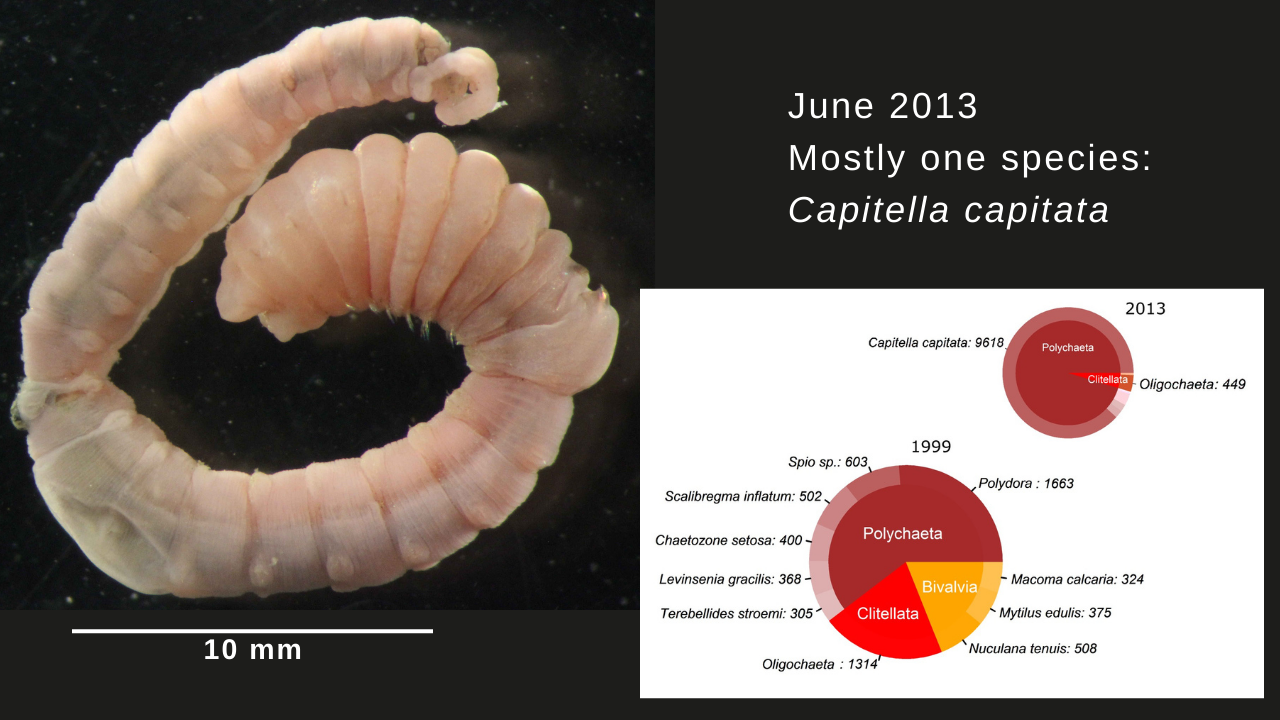 June 2013
Mostly one species:
Capitella capitata
2013
Capitella capitata: 9618
Polychaeta
Clitellata
Oligochaeta: 449
1999
Spio sp.: 603
Polydora : 1663
Scalibregma inflatum: 502
Polychaeta
Chaetozone setosa: 400
Levinsenia gracilis: 368
Macoma calcaria: 324
Bivalvia
Terebellides stroemi: 305
Clitellata
Mytilus edulis: 375
Nuculana tenuis: 508
Oligochaeta : 1314
10 mm